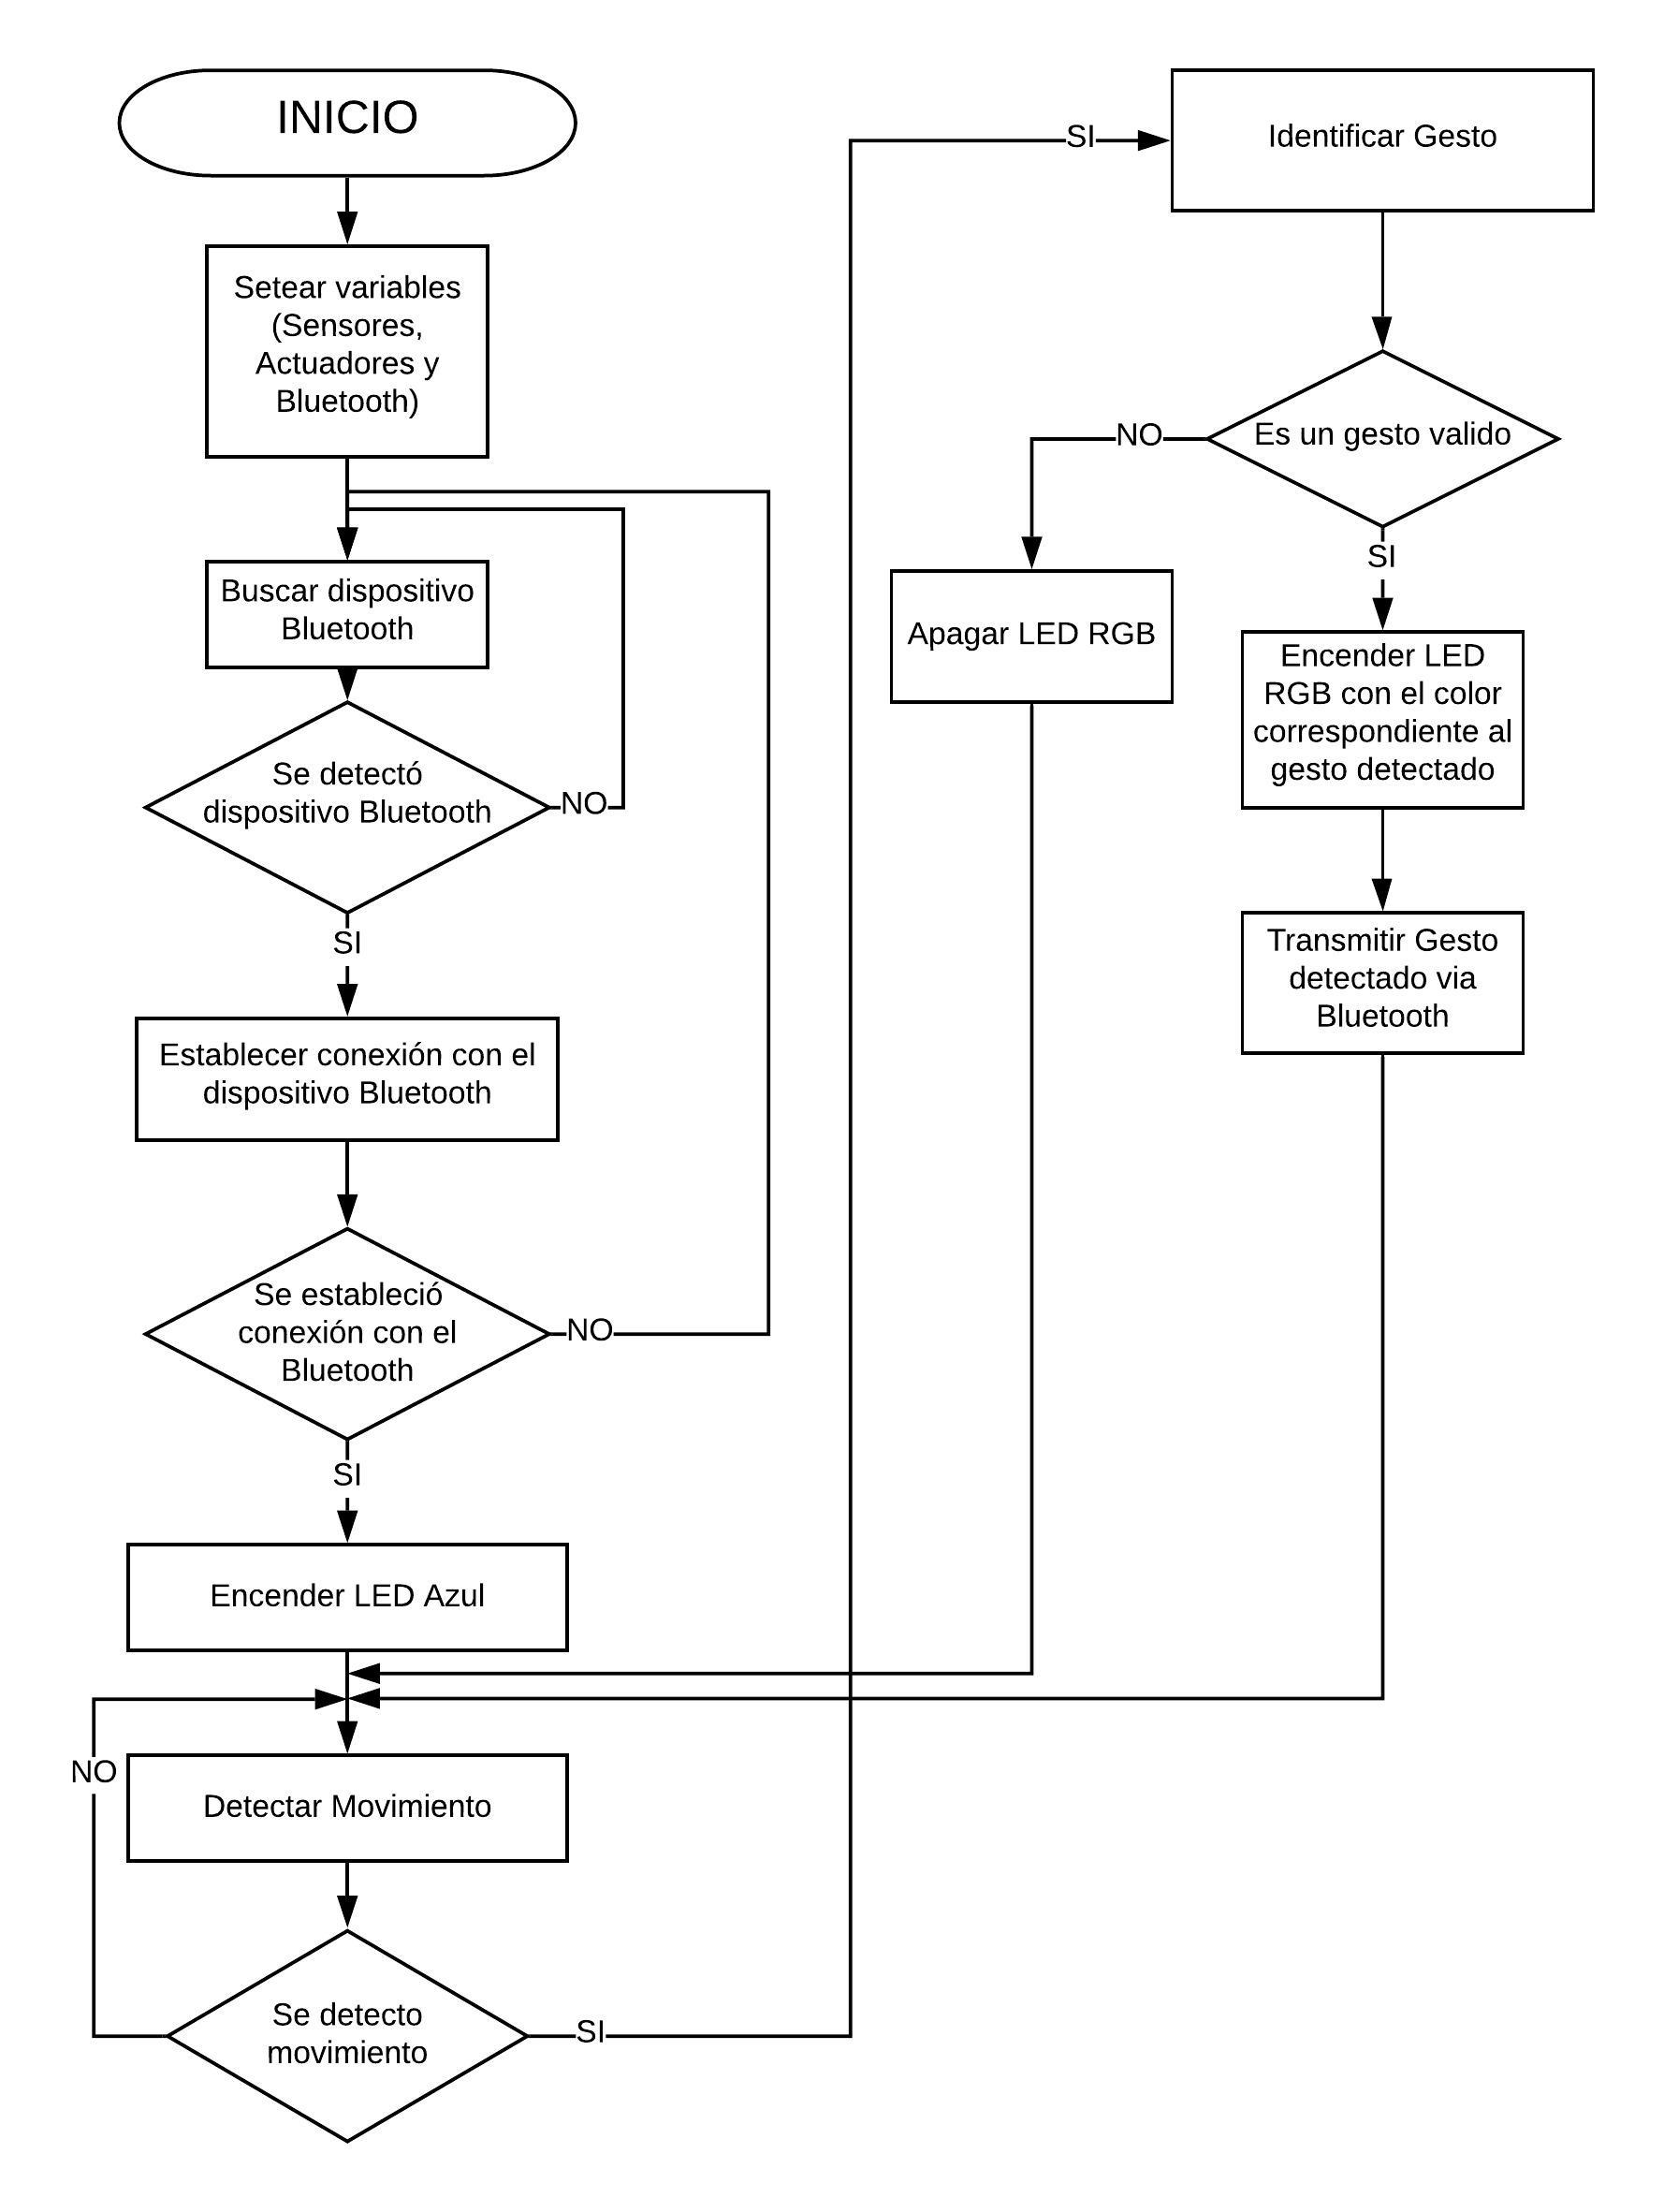 INICIO
Setear variables
(Sensores,
Actuadores y
Bluetooth)
Buscar dispositivo
Bluetooth
Se detectó
dispositivo Bluetooth
NO
SI
Establecer conexión con el
dispositivo Bluetooth
Se estableció
conexión con el
Bluetooth
NO
SI
Encender LED Azul
NO
Detectar Movimiento
Se detecto
movimiento
SI
SI
Identificar Gesto
Es un gesto valido
NO
SI
Apagar LED RGB
Encender LED
RGB con el color
correspondiente al
gesto detectado
Transmitir Gesto
detectado via
Bluetooth